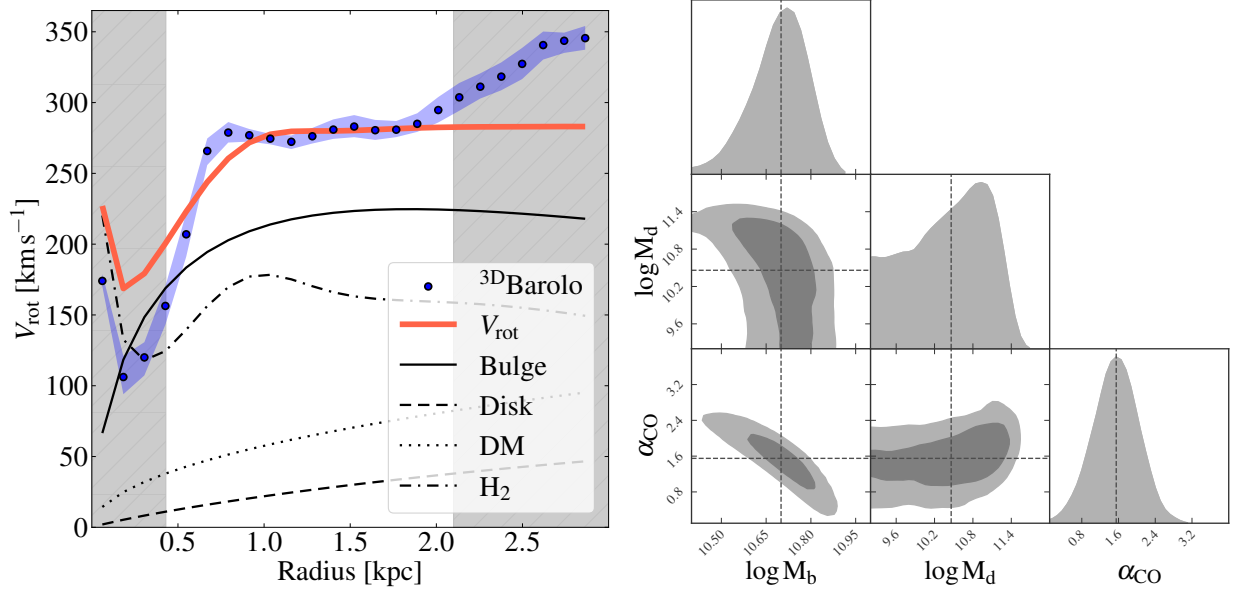 350
300
250
200
150
100
50
0
V_rot [kms⁻¹]
0.5 1.0 1.5 2.0 2.5
Radius [kpc]
³ᴰBarolo
V_rot
Bulge
Disk
DM
H₂
11.4
10.8
10.2
9.6
log M_d
3.2
2.4
1.6
0.8
α_CO
10.50 10.65 10.80 10.95
log M_b
9.6 10.2 10.8 11.4
log M_d
0.8 1.6 2.4 3.2
α_CO